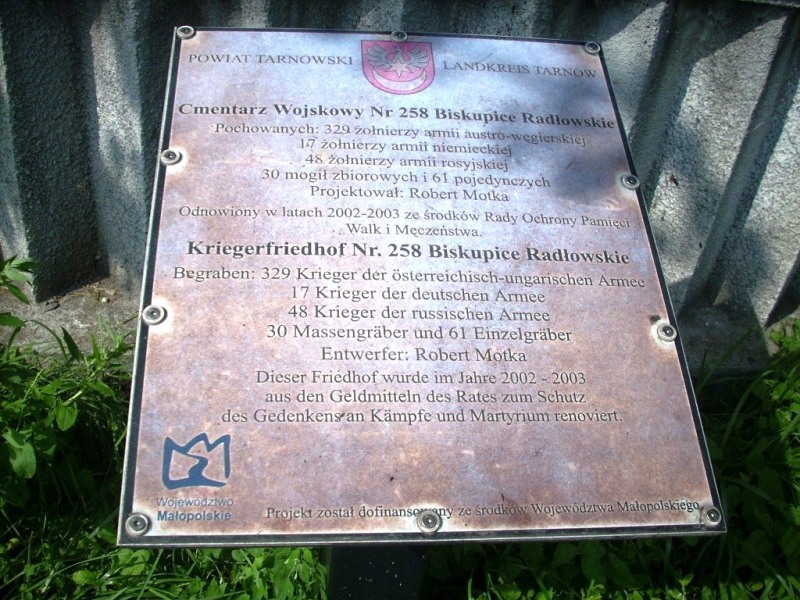 POWIAT TARNOWSKI LANDKREIS TARNÓW
Cmentarz Wojskowy Nr 258 Biskupice Radłowskie
Pochowanych: 329 żołnierzy armii austro-węgierskiej
17 żołnierzy armii niemieckiej
48 żołnierzy armii rosyjskiej
30 mogił zbiorowych i 61 pojedynczych
Projektował: Robert Motka
Odnowiony w latach 2002-2003 ze środków Rady Ochrony Pamięci
Walk i Męczeństwa.
Kriegerfriedhof Nr. 258 Biskupice Radłowskie
Begraben: 329 Krieger der österreichisch-ungarischen Armee
17 Krieger der deutschen Armee
48 Krieger der russischen Armee
30 Massengräber und 61 Einzelgräber
Entwerfer: Robert Motka
Dieser Friedhof wurde im Jahre 2002 - 2003
aus den Geldmitteln des Rates zum Schutz
des Gedenkens an Kämpfe und Martyrium renoviert.
Województwo
Małopolskie
Projekt został dofinansowany ze środków Województwa Małopolskiego